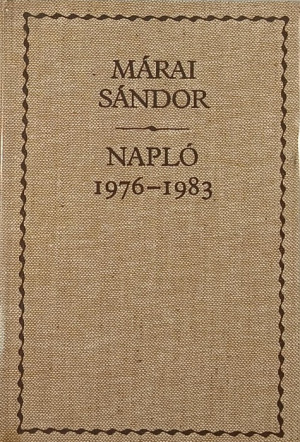 MÁRAI
SÁNDOR
NAPLÓ
1976–1983